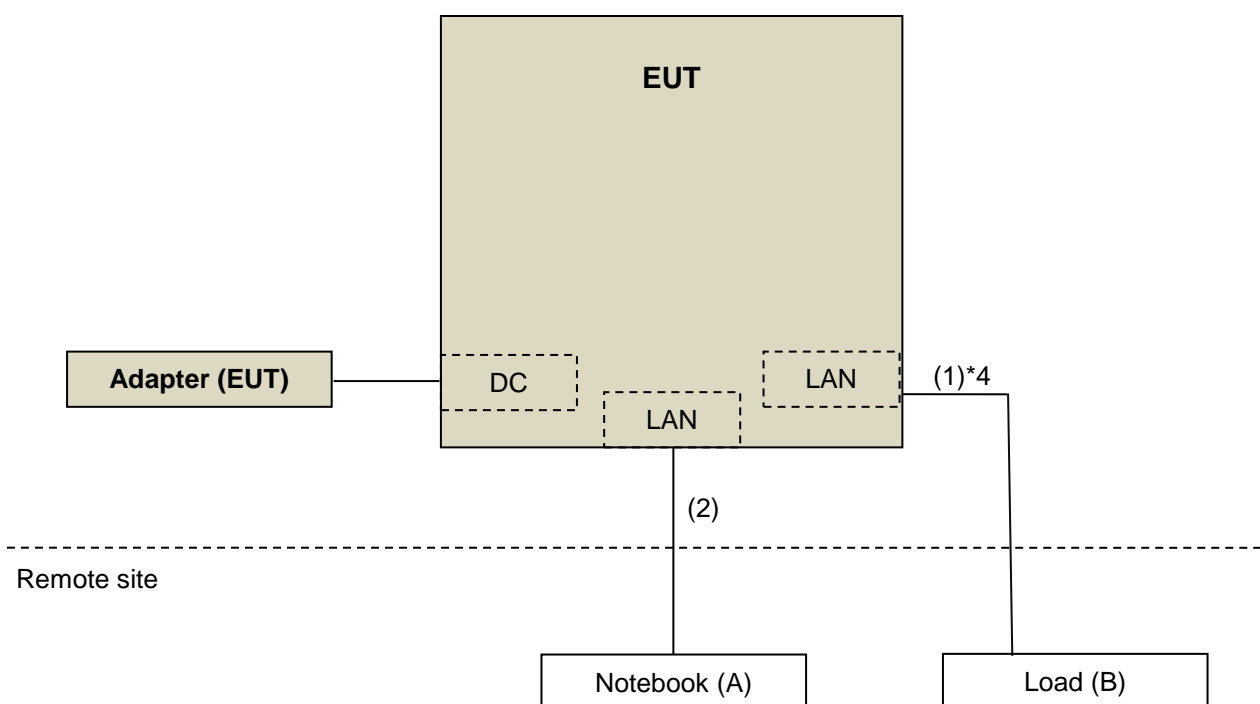 EUT
Adapter (EUT)
DC
LAN
LAN
(1)*4
(2)
Remote site
Notebook (A)
Load (B)